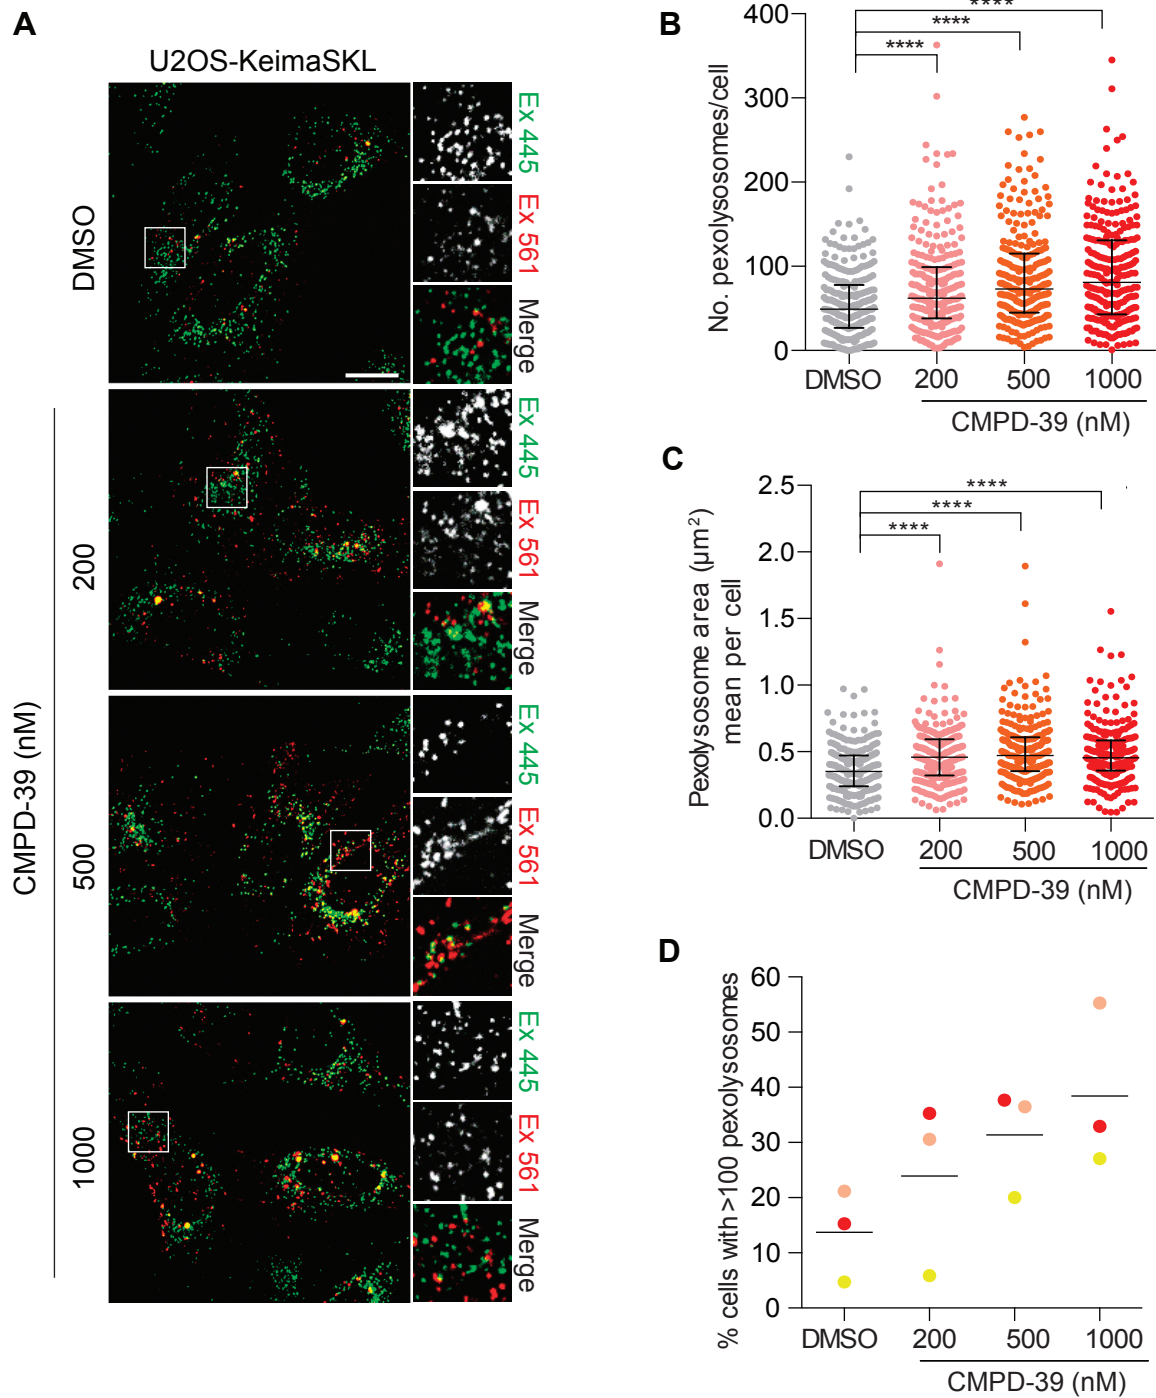 A
U2OS-KeimaSKL
DMSO
Ex 445
Ex 561
Merge
CMPD-39 (nM)
200
Ex 445
Ex 561
Merge
500
Ex 445
Ex 561
Merge
1000
Ex 445
Ex 561
Merge
B
No. pexolysosomes/cell
400
300
200
100
0
****
****
****
DMSO 200 500 1000
CMPD-39 (nM)
C
Pexolysosome area (µm²)
mean per cell
2.5
2.0
1.5
1.0
0.5
0.0
****
****
****
DMSO 200 500 1000
CMPD-39 (nM)
D
% cells with >100 pexolysosomes
60
50
40
30
20
10
0
DMSO 200 500 1000
CMPD-39 (nM)